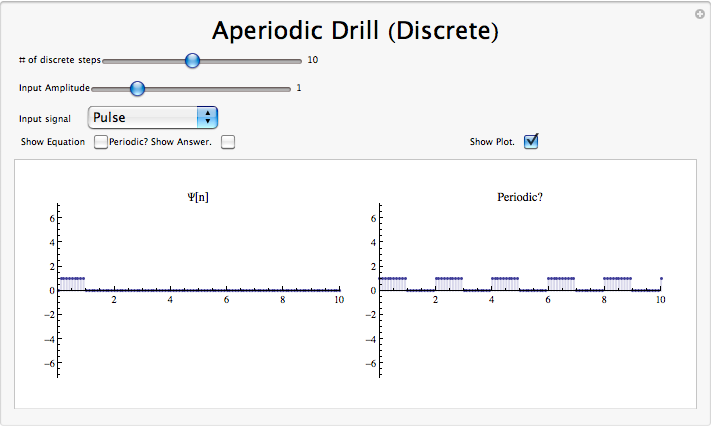 Aperiodic Drill (Discrete)
# of discrete steps 10
Input Amplitude 1
Input signal Pulse
Show Equation Periodic? Show Answer. Show Plot.
Ψ[n] Periodic?
6 6
4 4
2 2
0 0
2 4 6 8 10 2 4 6 8 10
−2 −2
−4 −4
−6 −6